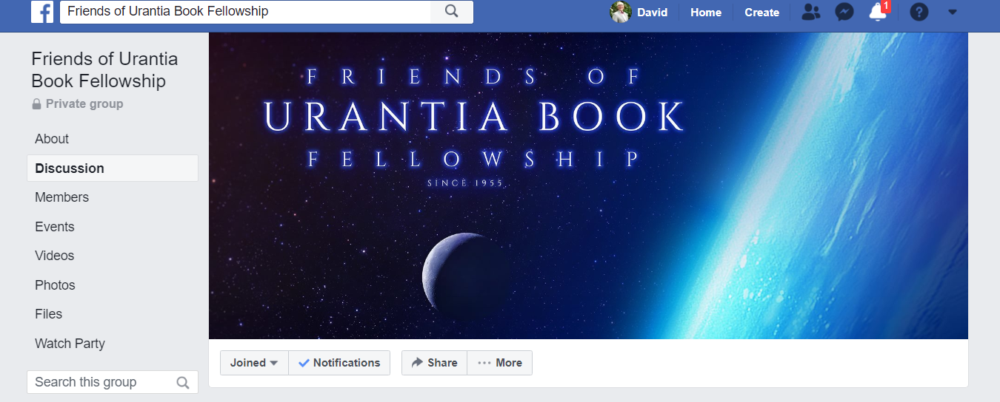 Friends of Urantia Book Fellowship
David
Home
Create
1
Friends of Urantia
Book Fellowship
Private group
About
Discussion
Members
Events
Videos
Photos
Files
Watch Party
Search this group
FRIENDS OF
URANTIA BOOK
FELLOWSHIP
SINCE 1955
Joined
Notifications
Share
More